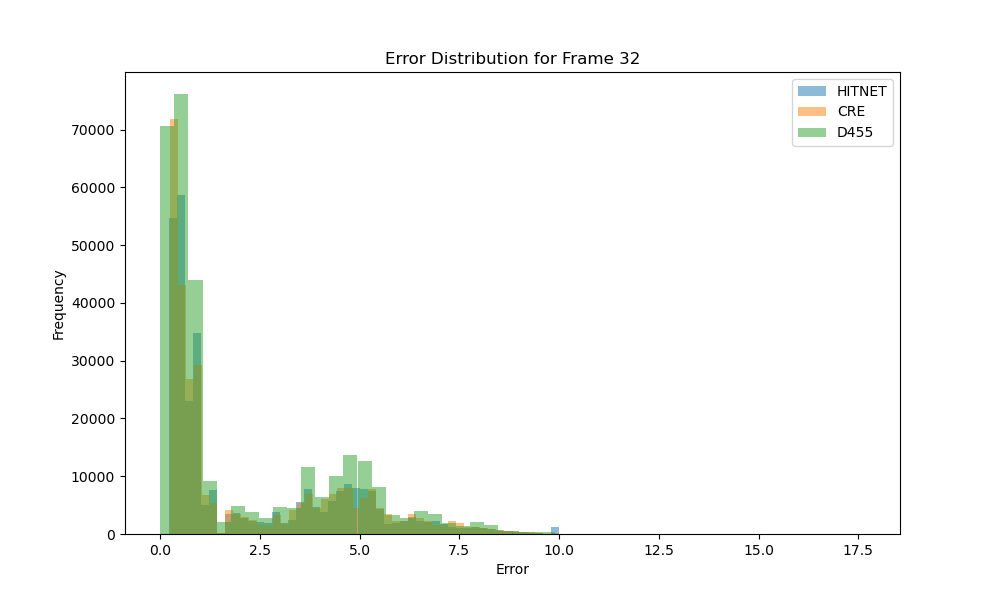 Error Distribution for Frame 32
HITNET
CRE
D455
70000
60000
50000
40000
30000
20000
10000
0
Frequency
0.0 2.5 5.0 7.5 10.0 12.5 15.0 17.5
Error